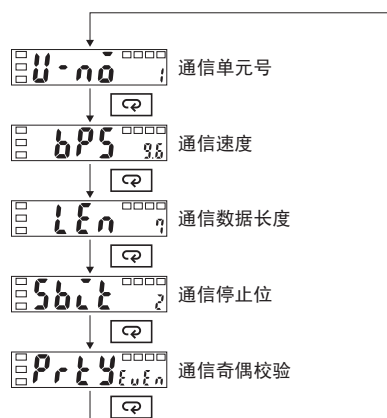 U-no 1 通信单元号
bPS 9.6 通信速度
LEn 7 通信数据长度
Sbit 2 通信停止位
PrtY EuEn 通信奇偶校验